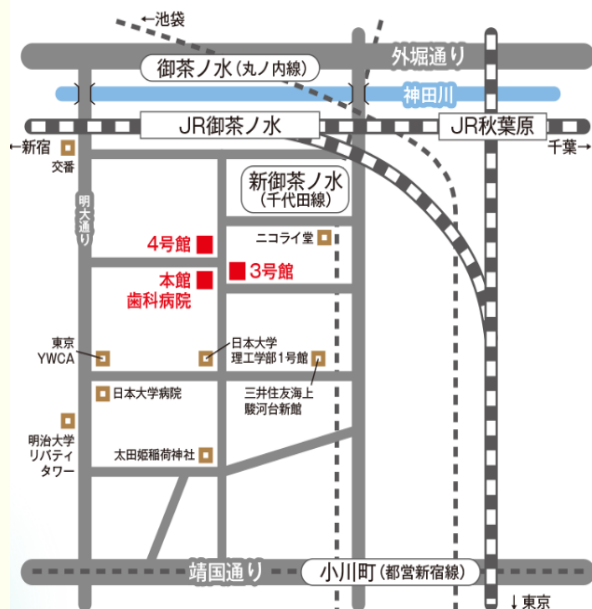 ←池袋
外堀通り
御茶ノ水(丸ノ内線)
神田川
JR御茶ノ水
JR秋葉原
←新宿
千葉→
交番
明大通り
新御茶ノ水
(千代田線)
4号館
ニコライ堂
3号館
本館
歯科病院
東京
YWCA
日本大学
理工学部1号館
日本大学病院
三井住友海上
駿河台新館
明治大学
リバティ
タワー
太田姫稲荷神社
靖国通り
小川町(都営新宿線)
↓東京